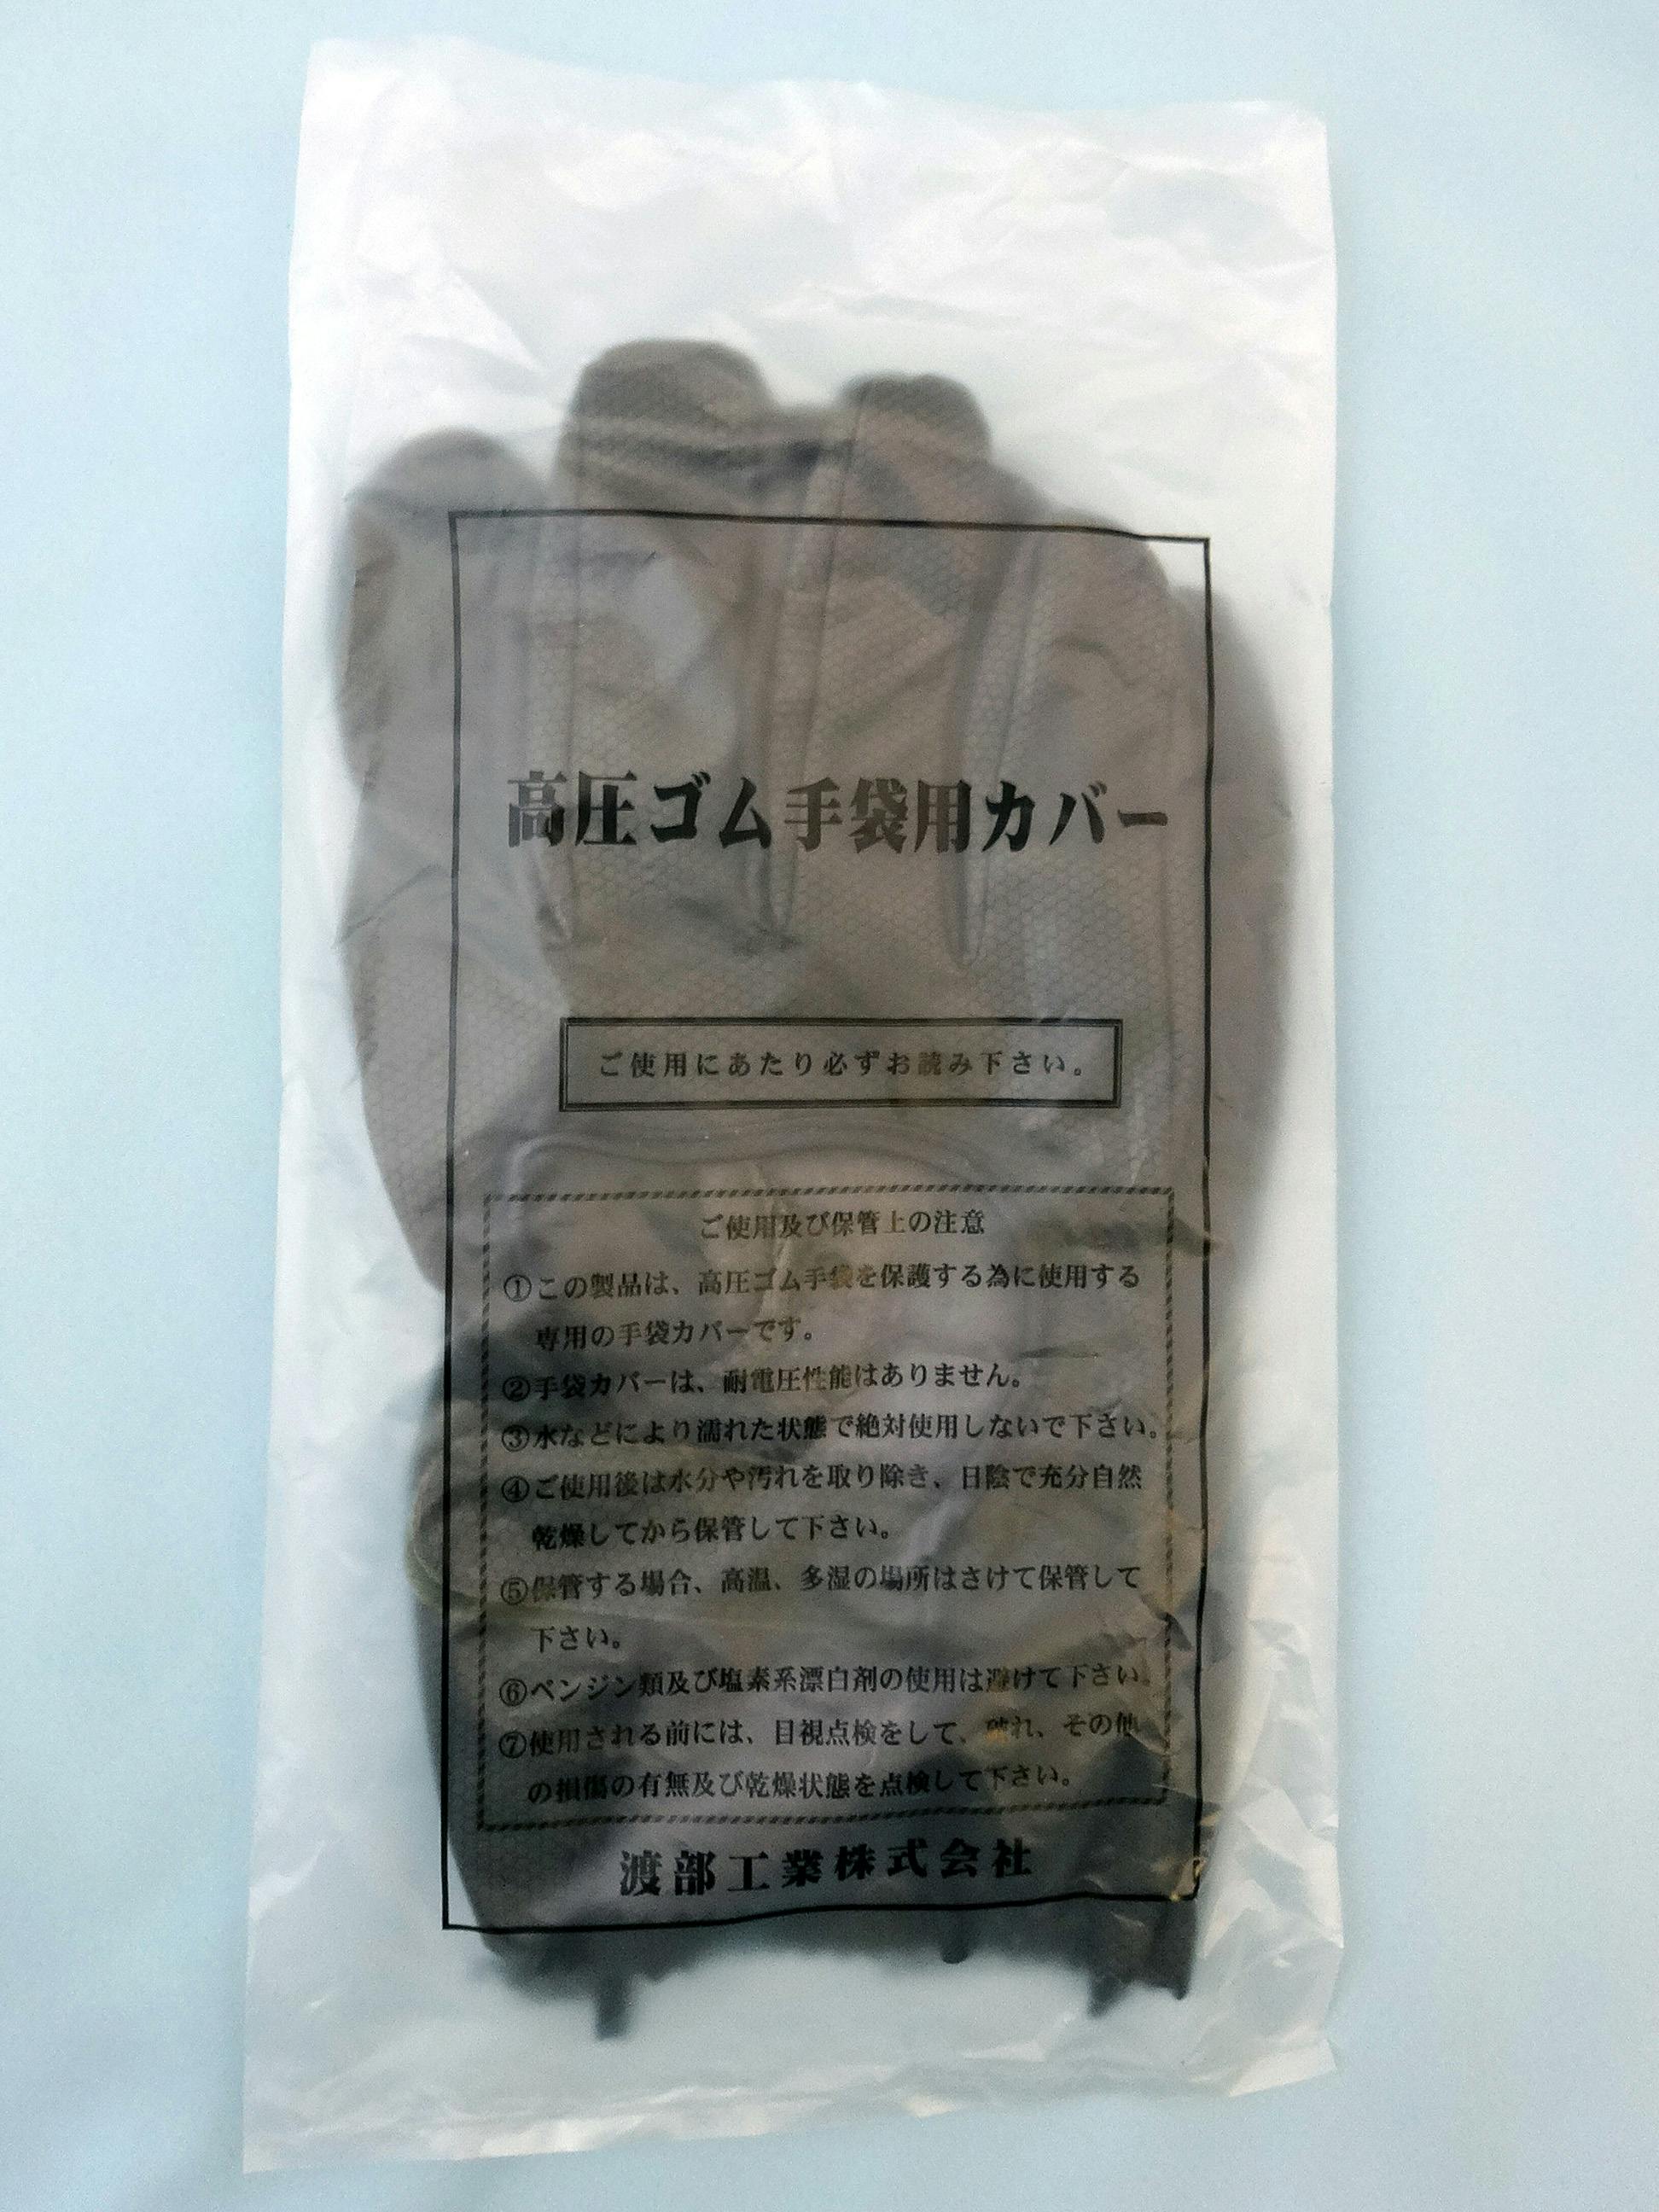 高圧ゴム手袋用カバー
ご使用にあたり必ずお読み下さい。
ご使用及び保管上の注意
①この製品は、高圧ゴム手袋を保護する為に使用する
専用の手袋カバーです。
②手袋カバーは、耐電圧性能はありません。
③水などにより濡れた状態で絶対使用しないで下さい。
④ご使用後は水分や汚れを取り除き、日陰で充分自然
乾燥してから保管して下さい。
⑤保管する場合、高温、多湿の場所はさけて保管して
下さい。
⑥ベンジン類及び塩素系漂白剤の使用は避けて下さい。
⑦使用される前には、目視点検をして、破れ、その他
の損傷の有無及び乾燥状態を点検して下さい。
渡部工業株式会社